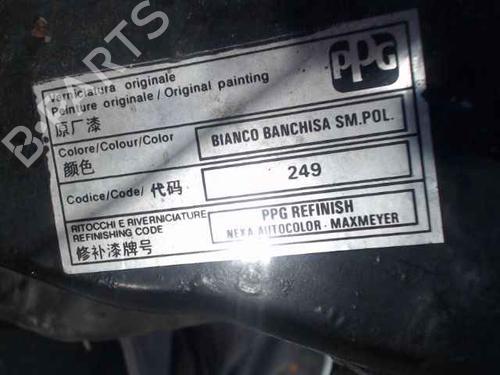 B-PARTS
Verniciatura originale
Peinture originale / Original painting
原厂漆
PPG
Colore/Colour/Color
颜色
BIANCO BANCHISA SM.POL.
Codice/Code/代码
249
RITOCCHI E RIVERNICIATURE
REFINISHING CODE
修补漆牌号
PPG REFINISH
NEXA AUTOCOLOR - MAXMEYER